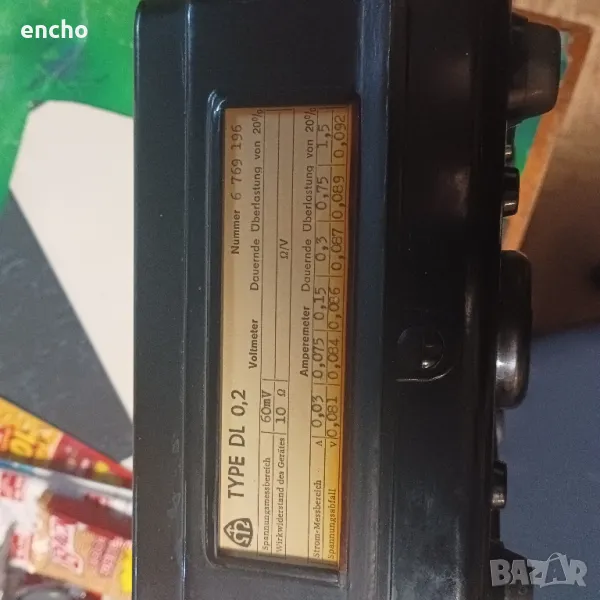 encho
TYPE DL 0,2
Nummer 6 769 196
Voltmeter Dauernde Überlastung von 20%
Spannungsmessbereich 60mV
Wirkwiderstand des Gerätes 10 Ω Ω/V
Amperemeter Dauernde Überlastung von 20%
Strom-Messbereich A 0,03 0,075 0,15 0,3 0,75 1,5
Spannungsabfall V 0,081 0,084 0,086 0,087 0,089 0,092
BAZAR